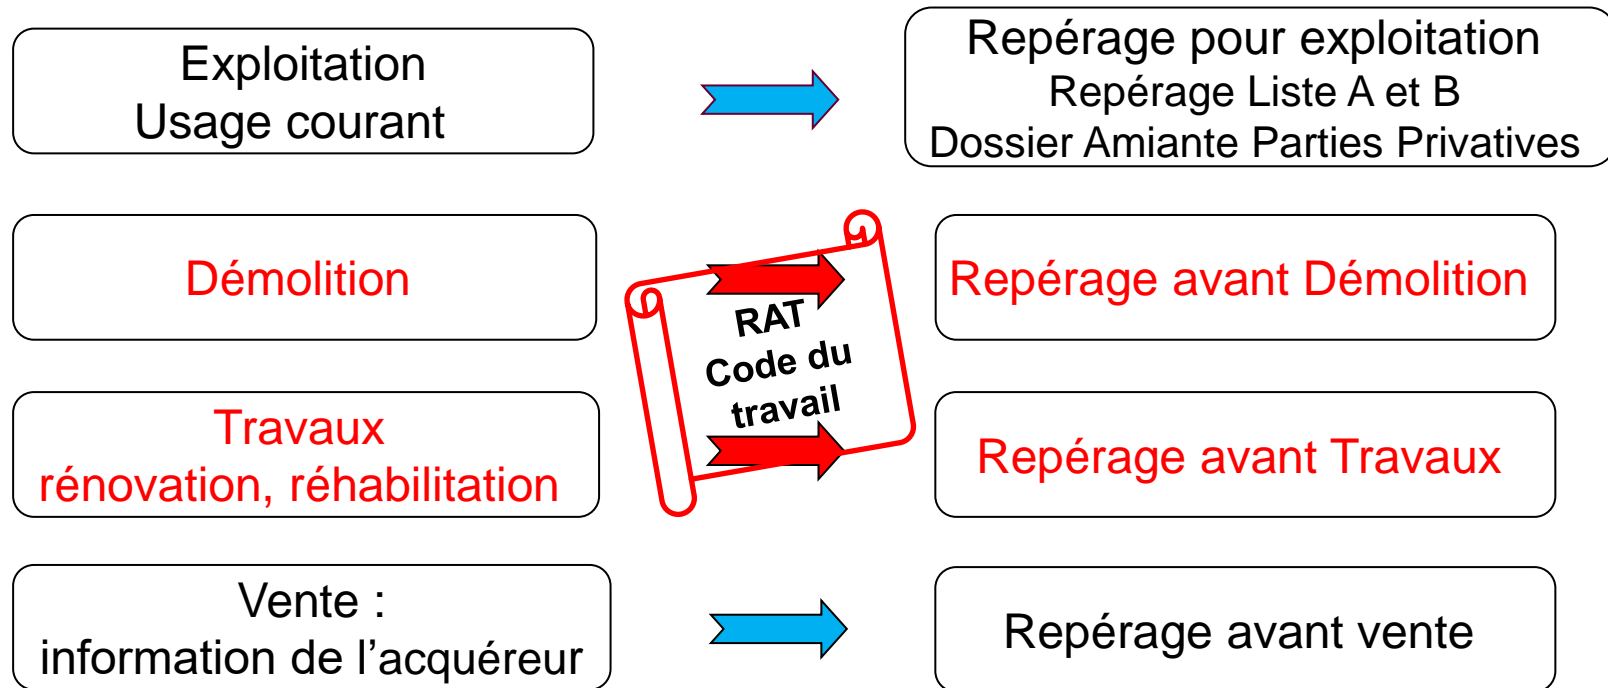 Exploitation
Usage courant
Repérage pour exploitation
Repérage Liste A et B
Dossier Amiante Parties Privatives
Démolition
Repérage avant Démolition
RAT
Code du
travail
Travaux
rénovation, réhabilitation
Repérage avant Travaux
Vente :
information de l’acquéreur
Repérage avant vente